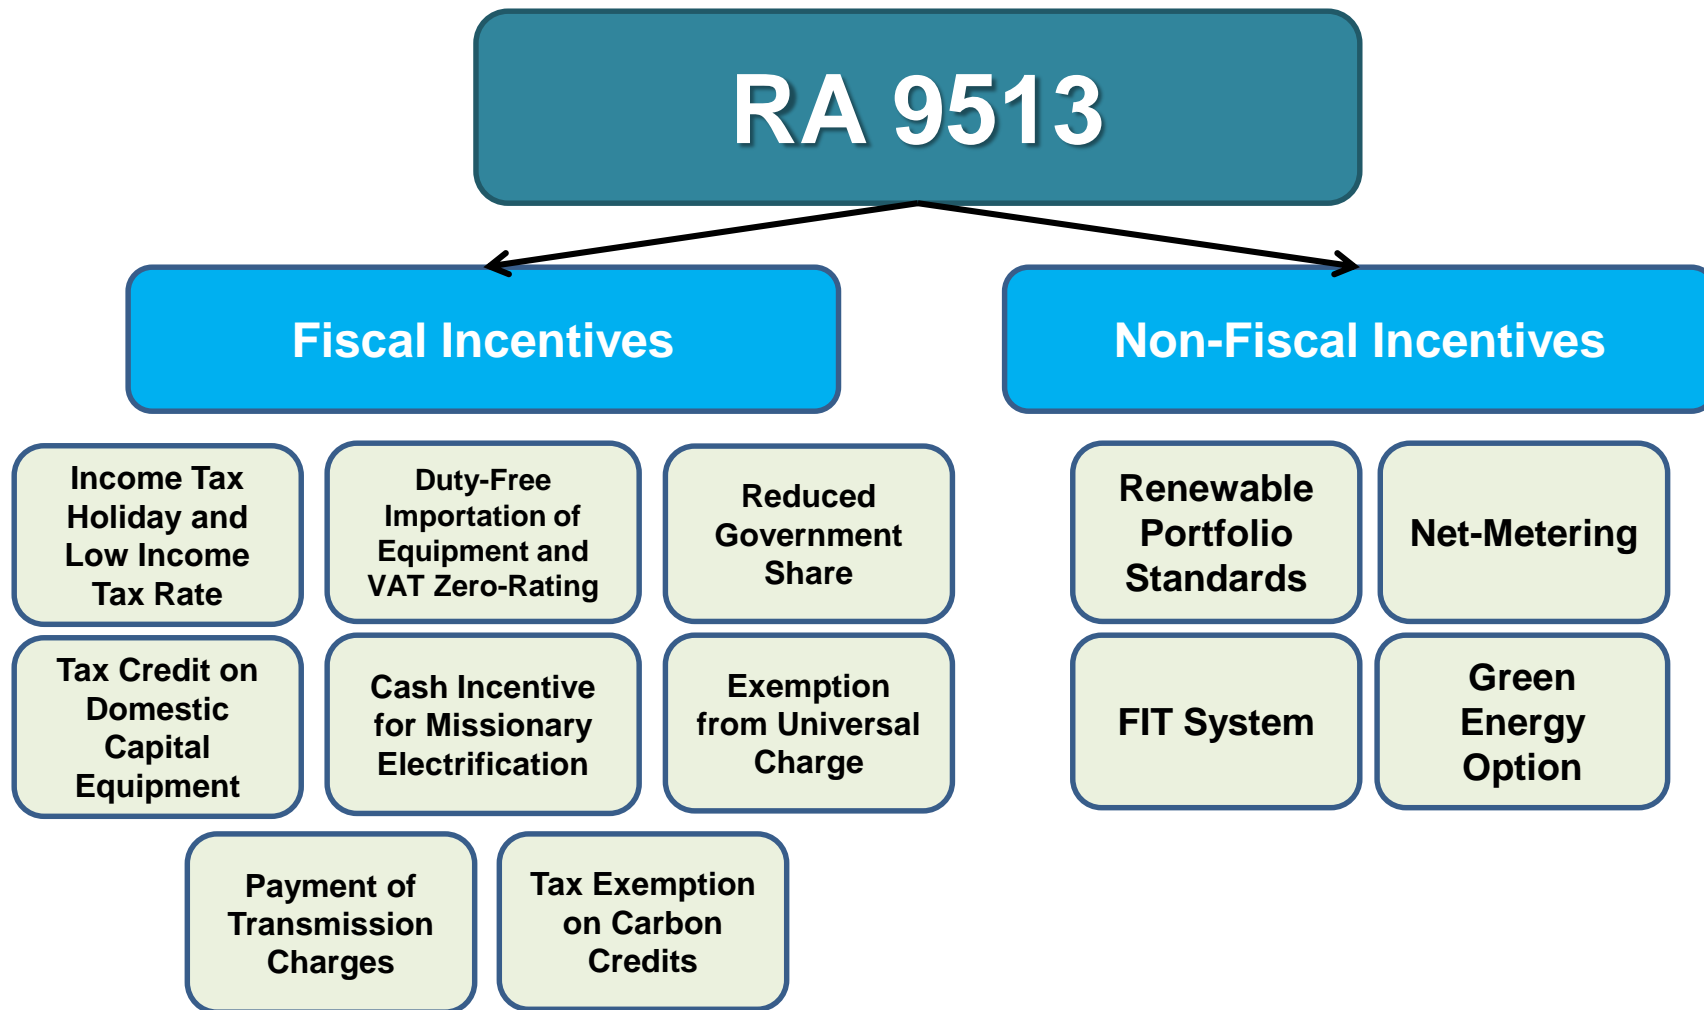 RA 9513
Fiscal Incentives
Non-Fiscal Incentives
Income Tax
Holiday and
Low Income
Tax Rate
Duty-Free
Importation of
Equipment and
VAT Zero-Rating
Reduced
Government
Share
Renewable
Portfolio
Standards
Net-Metering
Tax Credit on
Domestic
Capital
Equipment
Cash Incentive
for Missionary
Electrification
Exemption
from Universal
Charge
FIT System
Green
Energy
Option
Payment of
Transmission
Charges
Tax Exemption
on Carbon
Credits